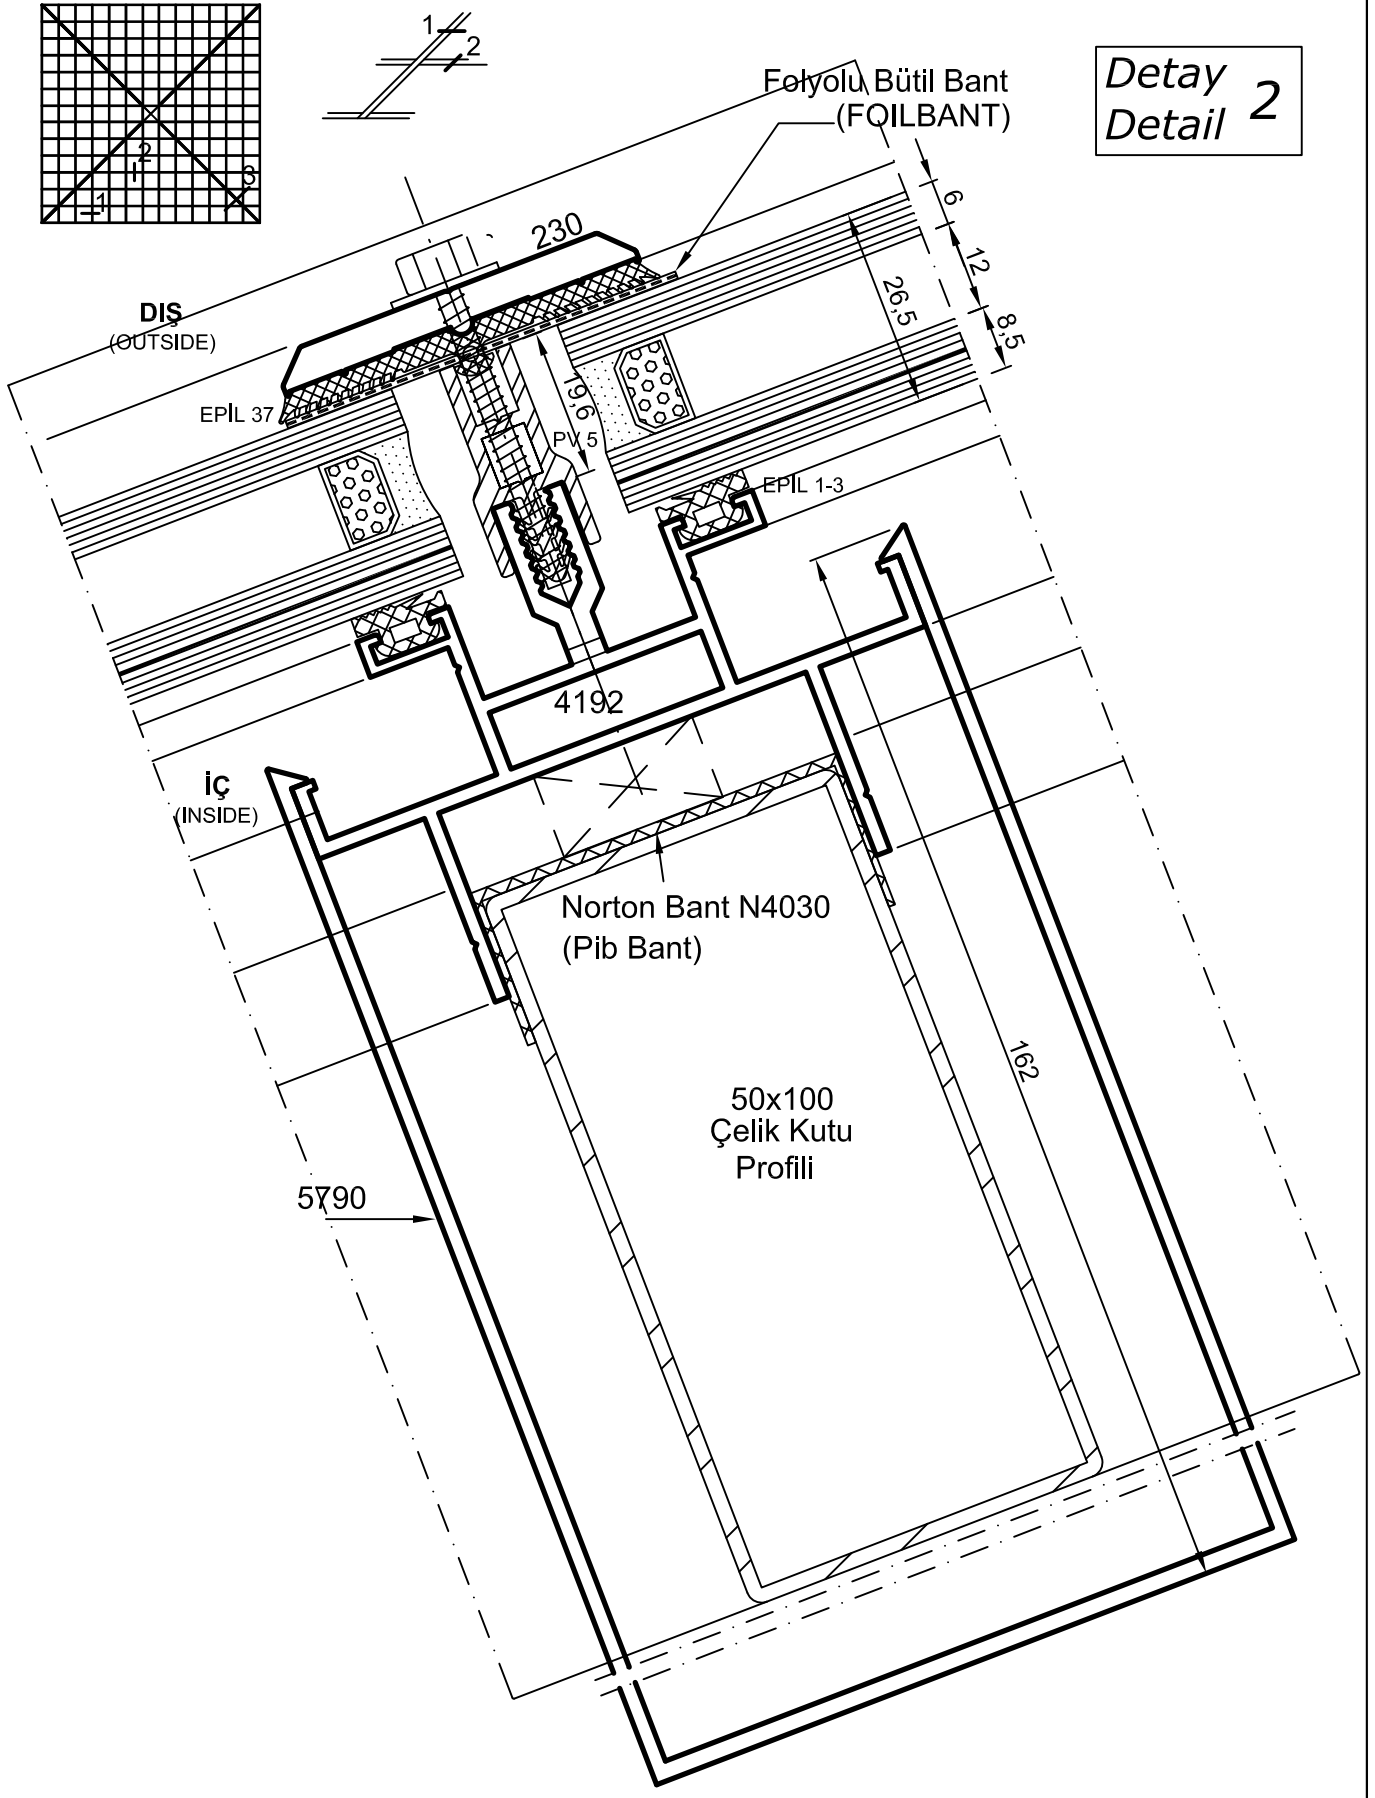 1
2
Detay
Detail 2
Folyolu Bütil Bant
(FOILBANT)
2
3
1
6
12
8,5
26,5
230
DIŞ
(OUTSIDE)
EPİL 37
19,6
PV 5
EPİL 1-3
4192
İÇ
(INSIDE)
Norton Bant N4030
(Pib Bant)
162
50x100
Çelik Kutu
Profili
5790